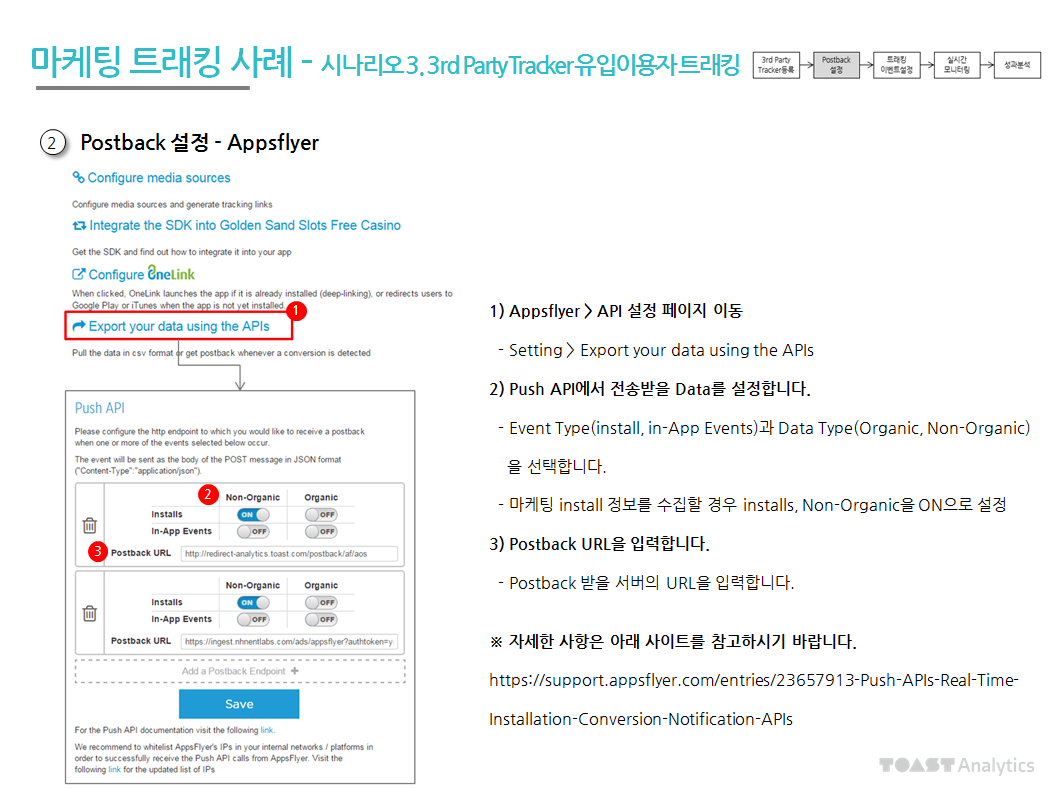 마케팅 트래킹 사례 - 시나리오 3. 3rd Party Tracker 유입이용자 트래킹
3rd Party
Tracker등록
Postback
설정
트래킹
이벤트설정
실시간
모니터링
성과분석
2 Postback 설정 - Appsflyer
Configure media sources
Configure media sources and generate tracking links
Integrate the SDK into Golden Sand Slots Free Casino
Get the SDK and find out how to integrate it into your app
Configure OneLink
When clicked, OneLink launches the app if it is already installed (deep-linking), or redirects users to
Google Play or iTunes when the app is not yet installed.
1
Export your data using the APIs
Pull the data in csv format or get postback whenever a conversion is detected
Push API
Please configure the http endpoint to which you would like to receive a postback
when one or more of the events selected below occur.
The event will be sent as the body of the POST message in JSON format
("Content-Type":"application/json").
2 Non-Organic Organic
Installs ON OFF
In-App Events OFF OFF
3 Postback URL http://redirect-analytics.toast.com/postback/af/aos
Non-Organic Organic
Installs ON OFF
In-App Events OFF OFF
Postback URL https://ingest.nhnentlabs.com/ads/appsflyer?authtoken=y
Add a Postback Endpoint +
Save
For the Push API documentation visit the following link.
We recommend to whitelist AppsFlyer's IPs in your internal networks / platforms in
order to successfully receive the Push API calls from AppsFlyer. Visit the
following link for the updated list of IPs
1) Appsflyer > API 설정 페이지 이동
- Setting > Export your data using the APIs
2) Push API에서 전송받을 Data를 설정합니다.
- Event Type(install, in-App Events)과 Data Type(Organic, Non-Organic)
을 선택합니다.
- 마케팅 install 정보를 수집할 경우 installs, Non-Organic을 ON으로 설정
3) Postback URL을 입력합니다.
- Postback 받을 서버의 URL을 입력합니다.
※ 자세한 사항은 아래 사이트를 참고하시기 바랍니다.
https://support.appsflyer.com/entries/23657913-Push-APIs-Real-Time-
Installation-Conversion-Notification-APIs
TOAST Analytics